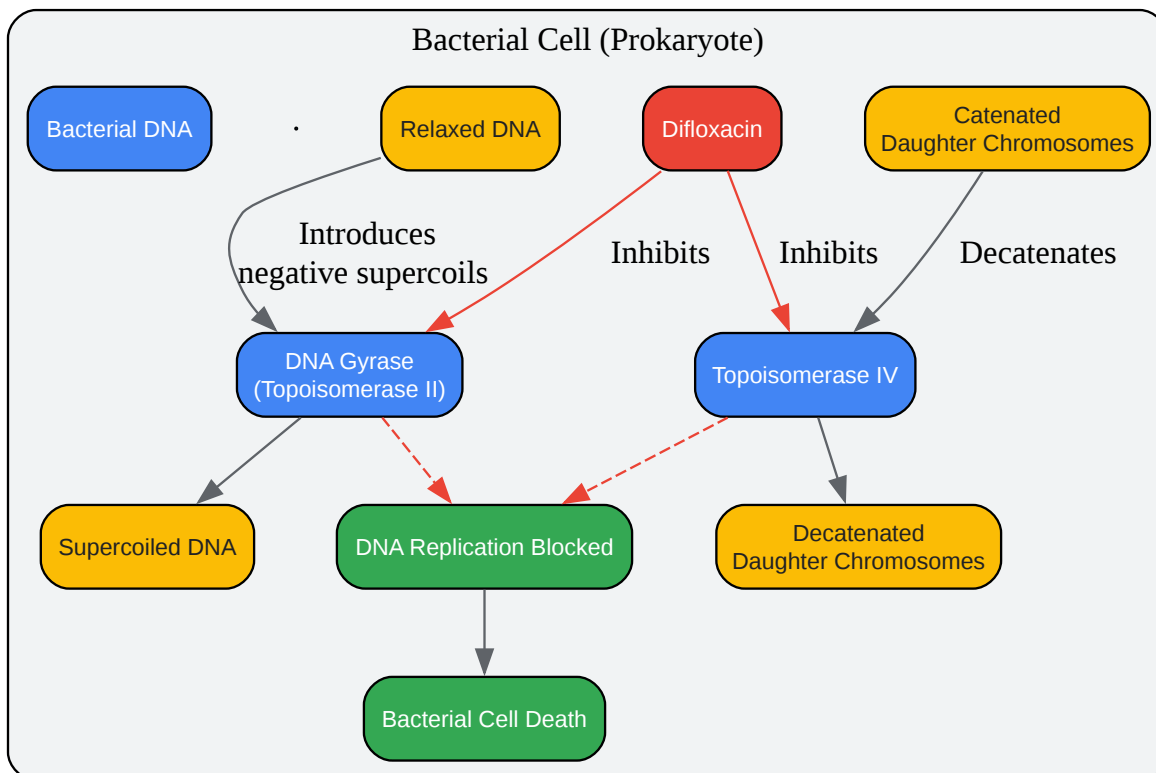 Bacterial Cell (Prokaryote)
Bacterial DNA
.
Relaxed DNA
Difloxacin
Catenated
Daughter Chromosomes
Introduces
negative supercoils
Inhibits
Inhibits
Decatenates
DNA Gyrase
(Topoisomerase II)
Topoisomerase IV
Supercoiled DNA
DNA Replication Blocked
Decatenated
Daughter Chromosomes
Bacterial Cell Death